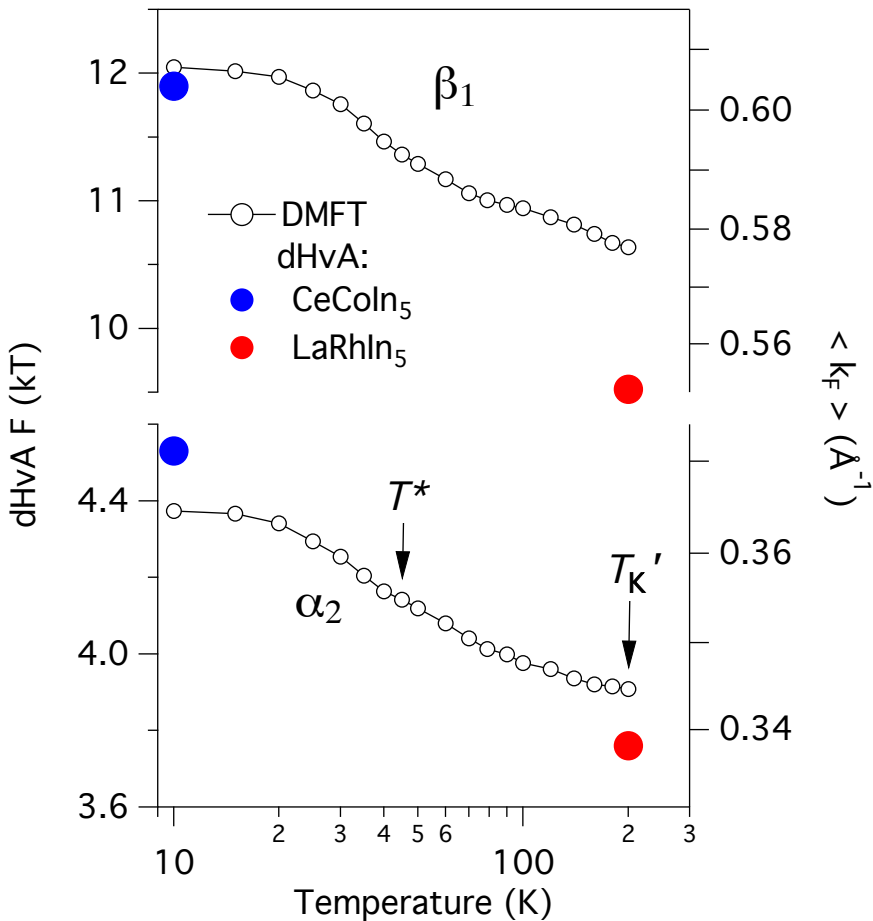 12
11
10
4.4
4.0
3.6
dHvA F (kT)
β₁
DMFT
dHvA:
CeCoIn₅
LaRhIn₅
T*
T_K'
α₂
0.60
0.58
0.56
0.36
0.34
< k_F > (Å⁻¹)
2 3 4 5 6 2 3
10 100
Temperature (K)